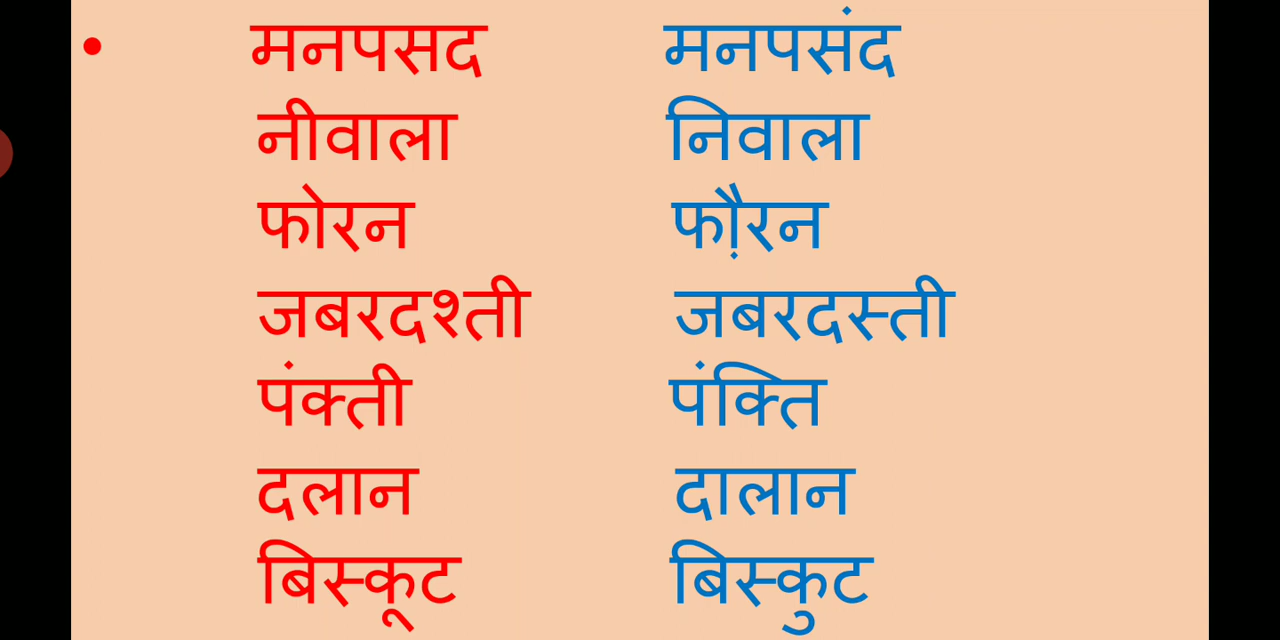 • मनपसद मनपसंद
नीवाला निवाला
फोरन फा़ैरन
जबरदश्ती जबरदस्ती
पंक्ती पंक्ति
दलान दालान
बिस्कूट बिस्कुट